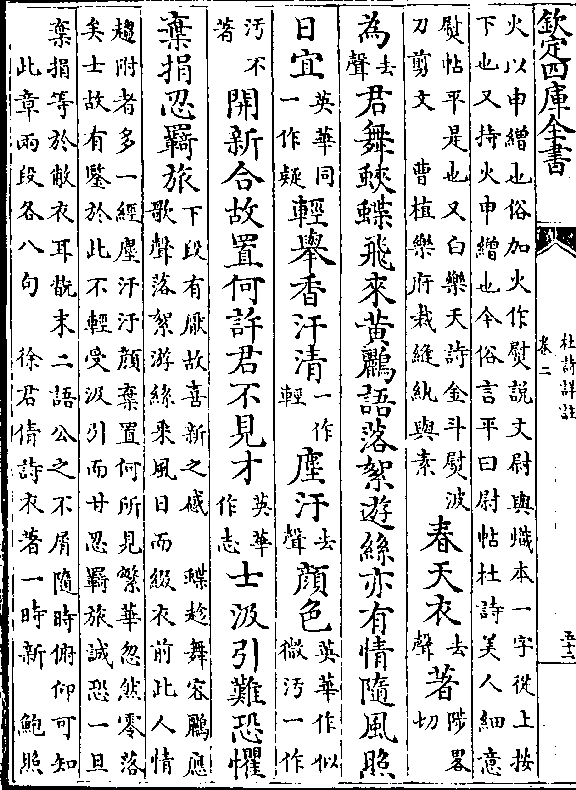 欽定四庫全書
杜詩詳註
卷二
五十二
火以申繒也俗加火作熨說文尉與熾本一字從上按
下也又持火申繒也今俗言平曰尉帖杜詩美人細意
熨帖平是也又白樂天詩金斗熨波
刀剪文　曹植樂府裁縫紈與素
春天衣去聲著陟畧切
為去聲君舞蛺蝶飛來黃鸝語落絮遊絲亦有情隨風照
日宜英華同一作疑輕舉香汗清一作輕塵汙去聲顏色英華作似微汚一作
汚不著開新合故置何許君不見才英華作志士汲引難恐懼
棄捐忍羇旅下段有厭故喜新之感　蝶趁舞容鸝應
歌聲落絮游絲乘風日而綴衣前此人情
趨附者多一經塵汗汙顏棄置何所見繁華忽然零落
矣士故有鑒於此不輕受汲引而甘忍羇旅誠恐一旦
棄捐等於敝衣耳翫末二語公之不屑隨時俯仰可知
此章兩段各八句　徐君倩詩衣著一時新　鮑照